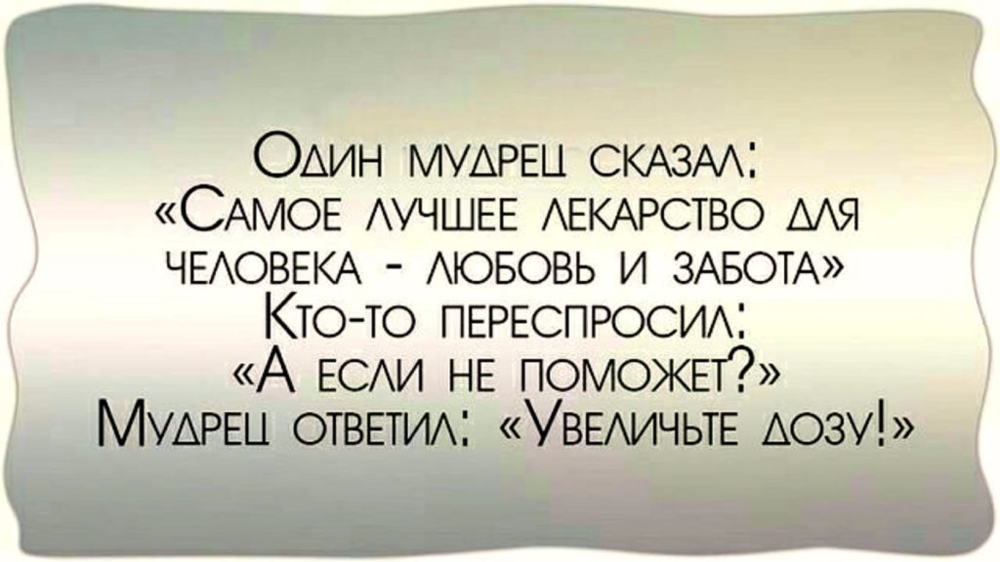 Один мудрец сказал:
«Самое лучшее лекарство для
человека - любовь и забота»
Кто-то переспросил:
«А если не поможет?»
Мудрец ответил: «Увеличьте дозу!»